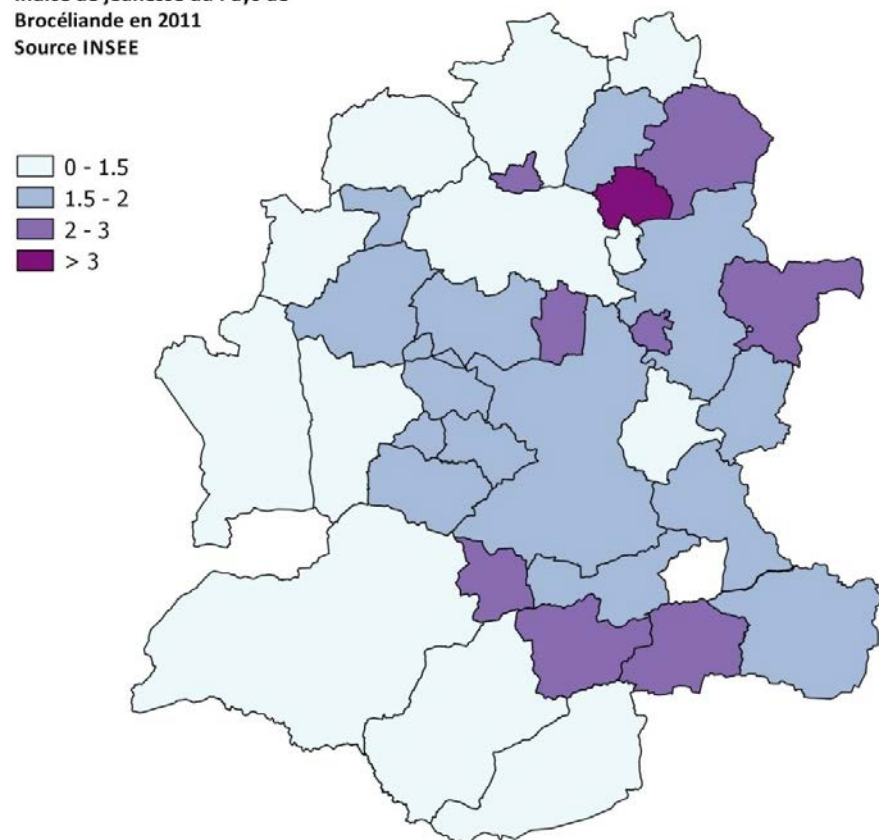 Indice de jeunesse du Pays de
Brocéliande en 2011
Source INSEE
0 - 1.5
1.5 - 2
2 - 3
> 3